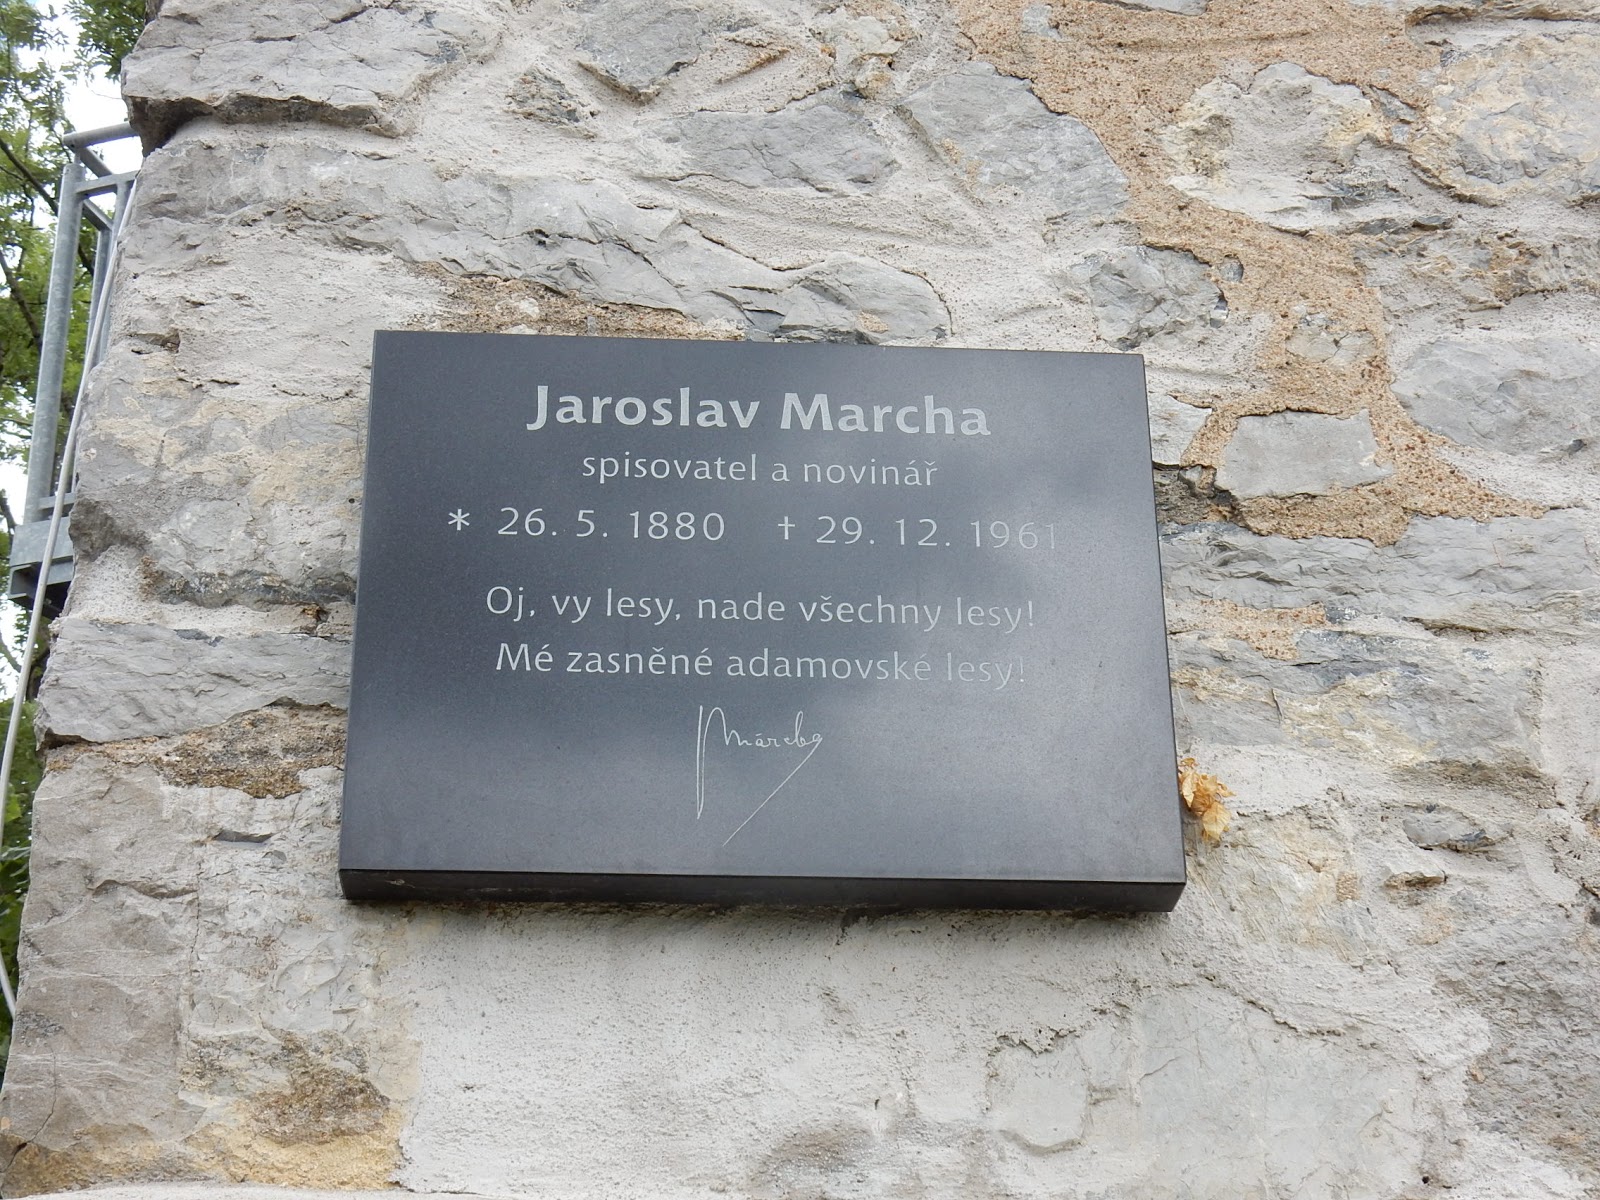 Jaroslav Marcha
spisovatel a novinář
* 26. 5. 1880 † 29. 12. 1961
Oj, vy lesy, nade všechny lesy!
Mé zasněné adamovské lesy!
Márcha